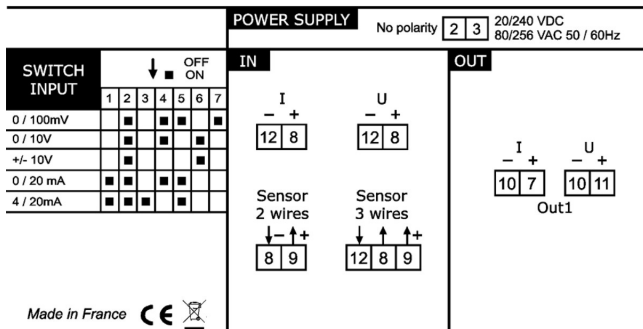 POWER SUPPLY
No polarity 2 3 20/240 VDC
80/256 VAC 50 / 60Hz
SWITCH
INPUT
OFF
ON
1 2 3 4 5 6 7
0 / 100mV
0 / 10V
+/- 10V
0 / 20 mA
4 / 20mA
Made in France CE
IN
I
- +
12 8
U
- +
12 8
Sensor
2 wires
- +
8 9
Sensor
3 wires
+
12 8 9
OUT
I
- +
10 7
U
- +
10 11
Out1